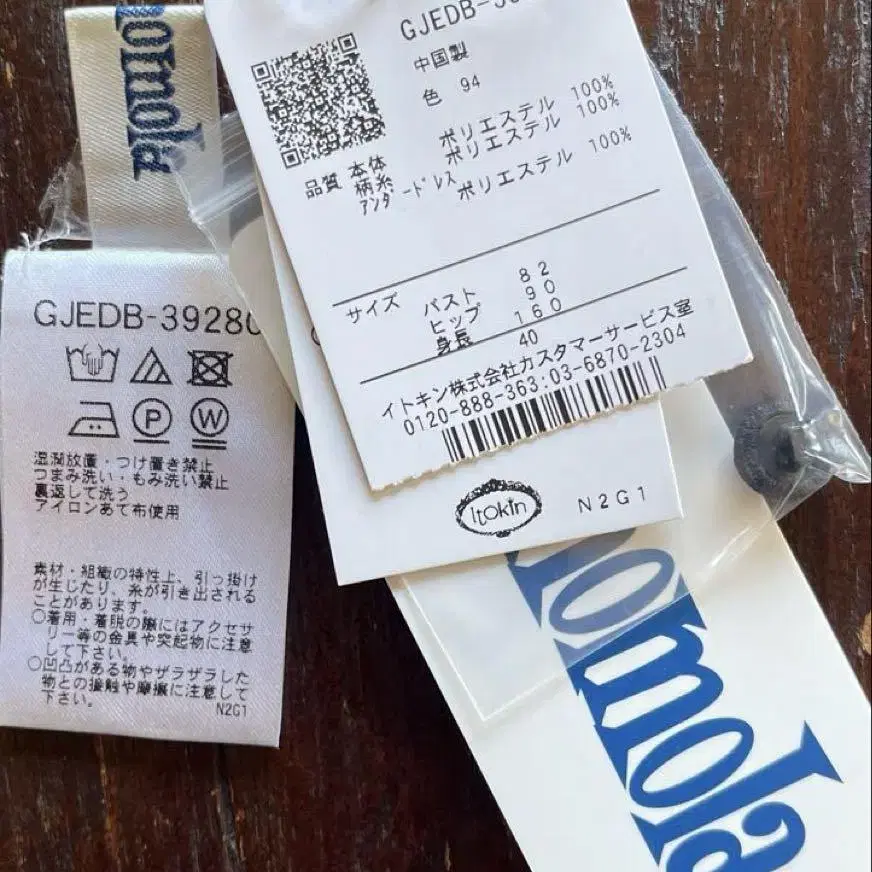 GJEDB-39
中国製
色 94
品質 本体 ポリエステル 100%
柄糸 ポリエステル 100%
アンダードレス ポリエステル 100%
サイズ バスト 82
ヒップ 90
身長 160
40
イトキン株式会社カスタマーサービス室
0120-888-363.03-6870-2304
Itokin
N2G1
GJEDB-39280
P
W
湿潤放置・つけ置き禁止
つまみ洗い・もみ洗い禁止
裏返して洗う
アイロンあて布使用
素材・組織の特性上、引っ掛け
が生じたり、糸が引き出される
ことがあります。
○着用・着脱の際にはアクセサ
リー等の金具や突起物に注意
して下さい。
○凹凸がある物やザラザラした
物との接触や摩擦に注意して
下さい。
N2G1
omola